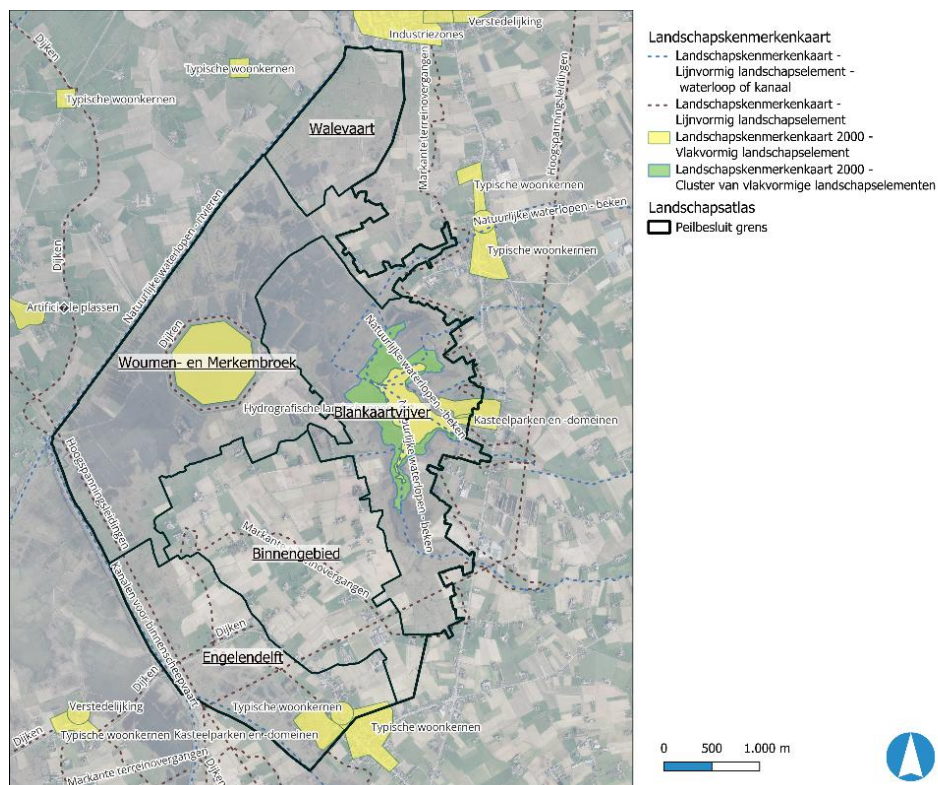 Verstedelijking
Industriezones
Dijken
Typische woonkernen
Typische woonkernen
Walevaart
Markante terreinovergangen
Hoogspanningsleidingen
Typische woonkernen
Natuurlijke waterlopen - beken
Typische woonkernen
Natuurlijke waterlopen - rivieren
Dijken
Artifici�le plassen
Dijken
Woumen- en Merkembroek
Natuurlijke waterlopen - beken
Hydrografische la
Blankaartvijver
Kasteelparken en -domeinen
Natuurlijke waterlopen - beken
Hoogspanningsleidingen
Markante terreinovergangen
Binnengebied
Kanalen voor binnenscheepvaart
Dijken
Engelendelft
Dijken
Verstedelijking
Typische woonkernen
Typische woonkernen
Typische woonkernen
Kasteelparken en -domeinen
Dijken
Markante terreinovergangen
Dijken
Landschapskenmerkenkaart
Landschapskenmerkenkaart -
Lijnvormig landschapselement -
waterloop of kanaal
Landschapskenmerkenkaart -
Lijnvormig landschapselement
Landschapskenmerkenkaart 2000 -
Vlakvormig landschapselement
Landschapskenmerkenkaart 2000 -
Cluster van vlakvormige landschapselementen
Landschapsatlas
Peilbesluit grens
0 500 1.000 m